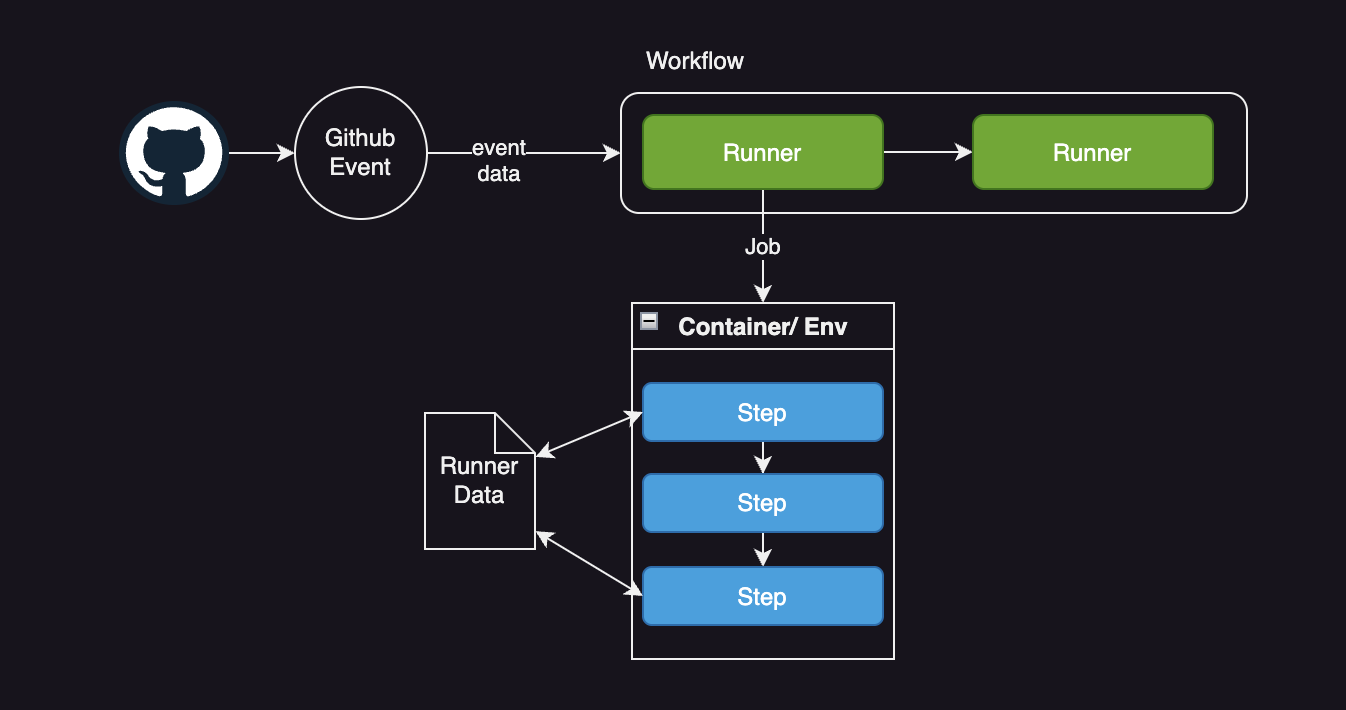 Workflow
Github
Event
event
data
Runner
Runner
Job
Container/ Env
Step
Runner
Data
Step
Step